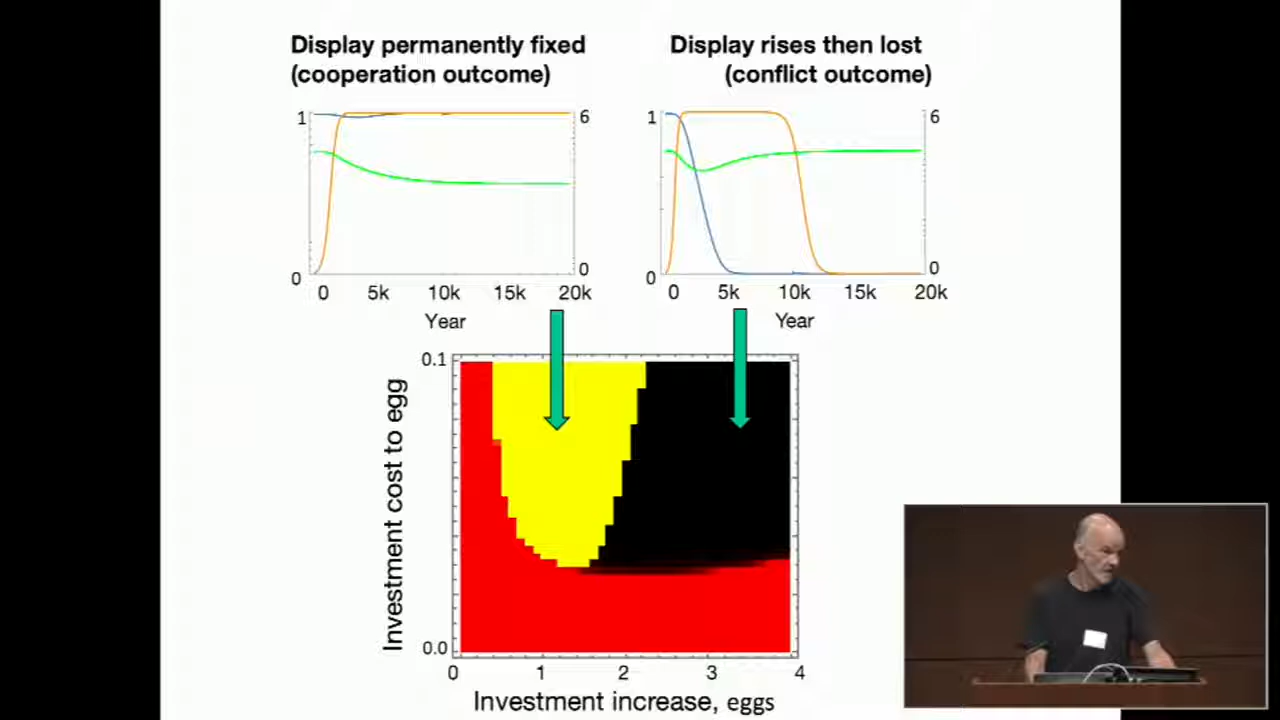 Display permanently fixed
(cooperation outcome)
Display rises then lost
(conflict outcome)
1
6
0
0
0 5k 10k 15k 20k
Year
1
6
0
0
0 5k 10k 15k 20k
Year
0.1
Investment cost to egg
0.0
0 1 2 3 4
Investment increase, eggs